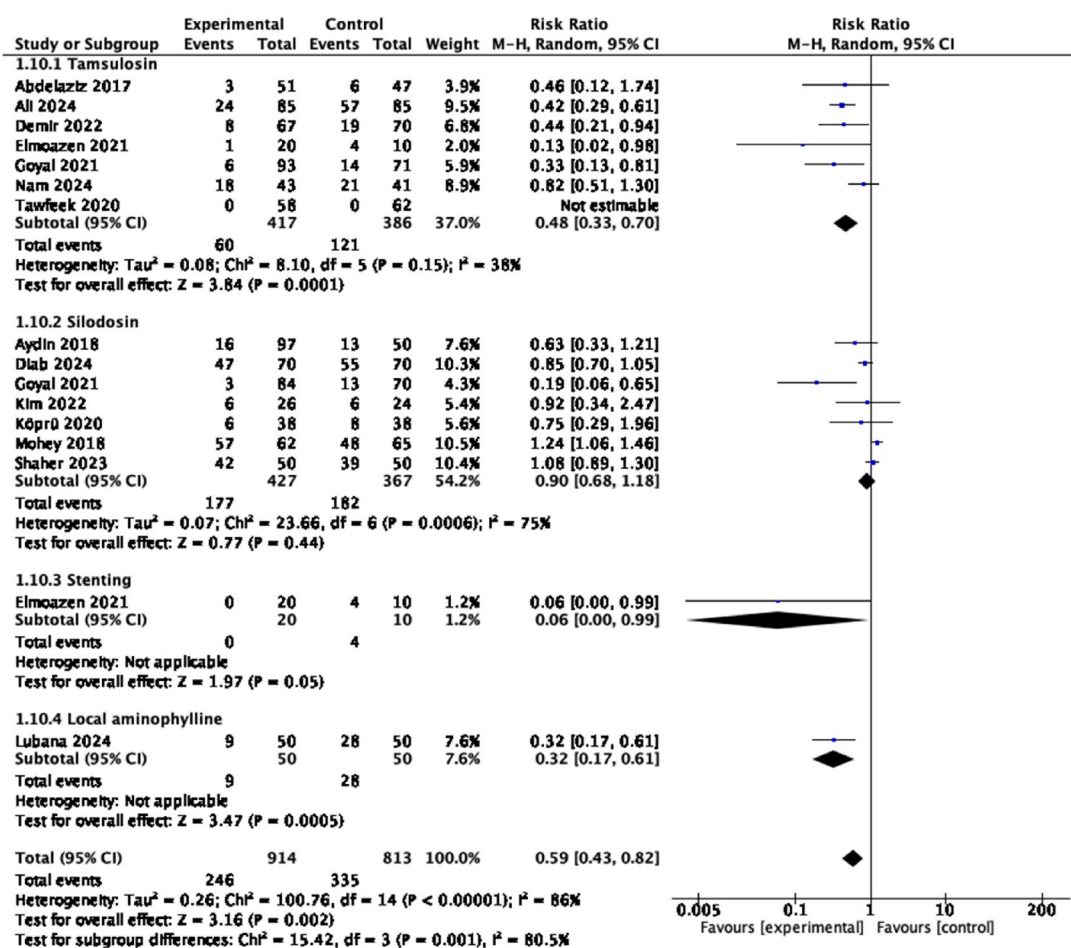 Experimental Control Risk Ratio Risk Ratio
Study or Subgroup Events Total Events Total Weight M-H, Random, 95% CI M-H, Random, 95% CI
1.10.1 Tamsulosin
Abdelaziz 2017 3 51 6 47 3.9% 0.46 [0.12, 1.74]
Ali 2024 24 85 57 85 9.5% 0.42 [0.29, 0.61]
Demir 2022 8 67 19 70 6.8% 0.44 [0.21, 0.94]
Elmoazen 2021 1 20 4 10 2.0% 0.13 [0.02, 0.98]
Goyal 2021 6 93 14 71 5.9% 0.33 [0.13, 0.81]
Nam 2024 18 43 21 41 8.9% 0.82 [0.51, 1.30]
Tawfeek 2020 0 58 0 62 Not estimable
Subtotal (95% CI) 417 386 37.0% 0.48 [0.33, 0.70]
Total events 60 121
Heterogeneity: Tau² = 0.08; Chi² = 8.10, df = 5 (P = 0.15); I² = 38%
Test for overall effect: Z = 3.84 (P = 0.0001)
1.10.2 Silodosin
Aydin 2018 16 97 13 50 7.6% 0.63 [0.33, 1.21]
Diab 2024 47 70 55 70 10.3% 0.85 [0.70, 1.05]
Goyal 2021 3 84 13 70 4.3% 0.19 [0.06, 0.65]
Kim 2022 6 26 6 24 5.4% 0.92 [0.34, 2.47]
Köprü 2020 6 38 8 38 5.6% 0.75 [0.29, 1.96]
Mohey 2018 57 62 48 65 10.5% 1.24 [1.06, 1.46]
Shaher 2023 42 50 39 50 10.4% 1.08 [0.89, 1.30]
Subtotal (95% CI) 427 367 54.2% 0.90 [0.68, 1.18]
Total events 177 182
Heterogeneity: Tau² = 0.07; Chi² = 23.66, df = 6 (P = 0.0006); I² = 75%
Test for overall effect: Z = 0.77 (P = 0.44)
1.10.3 Stenting
Elmoazen 2021 0 20 4 10 1.2% 0.06 [0.00, 0.99]
Subtotal (95% CI) 20 10 1.2% 0.06 [0.00, 0.99]
Total events 0 4
Heterogeneity: Not applicable
Test for overall effect: Z = 1.97 (P = 0.05)
1.10.4 Local aminophylline
Lubana 2024 9 50 28 50 7.6% 0.32 [0.17, 0.61]
Subtotal (95% CI) 50 50 7.6% 0.32 [0.17, 0.61]
Total events 9 28
Heterogeneity: Not applicable
Test for overall effect: Z = 3.47 (P = 0.0005)
Total (95% CI) 914 813 100.0% 0.59 [0.43, 0.82]
Total events 246 335
Heterogeneity: Tau² = 0.26; Chi² = 100.76, df = 14 (P < 0.00001); I² = 86%
Test for overall effect: Z = 3.16 (P = 0.002)
Test for subgroup differences: Chi² = 15.42, df = 3 (P = 0.001), I² = 80.5%
0.005 0.1 1 10 200
Favours [experimental] Favours [control]